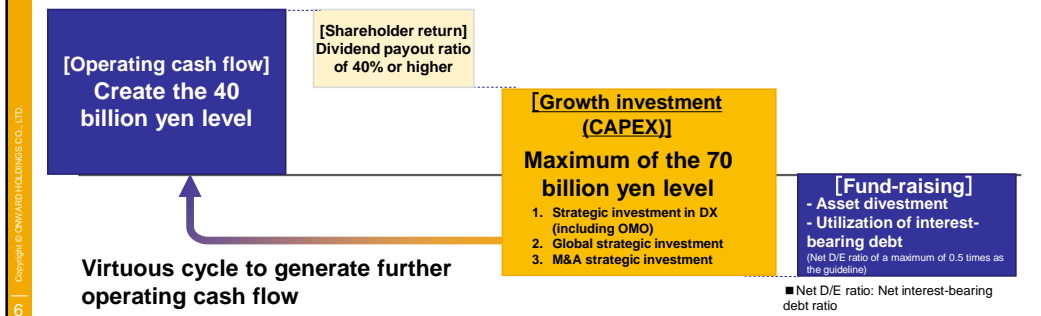 [Operating cash flow]
Create the 40
billion yen level
[Shareholder return]
Dividend payout ratio
of 40% or higher
[Growth investment
(CAPEX)]
Maximum of the 70
billion yen level
1. Strategic investment in DX
(including OMO)
2. Global strategic investment
3. M&A strategic investment
[Fund-raising]
- Asset divestment
- Utilization of interest-
bearing debt
(Net D/E ratio of a maximum of 0.5 times as
the guideline)
■Net D/E ratio: Net interest-bearing
debt ratio
Virtuous cycle to generate further
operating cash flow
Copyright © ONWARD HOLDINGS CO., LTD.
6